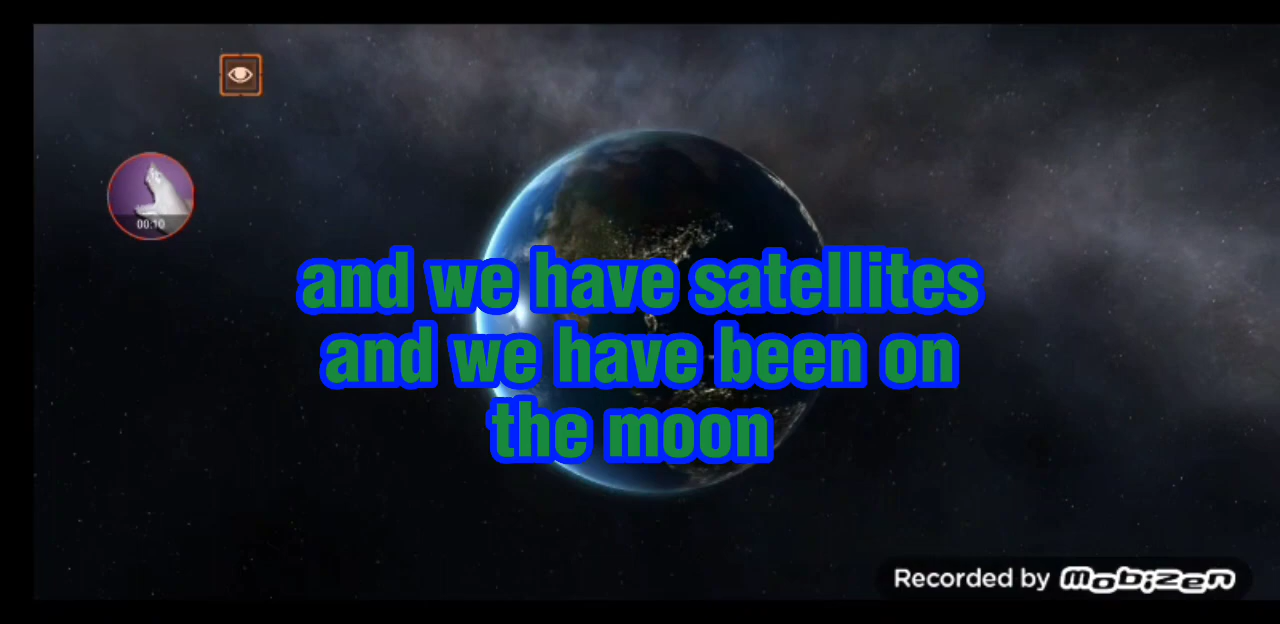 00:10
and we have satellites
and we have been on
the moon
Recorded by mobizen